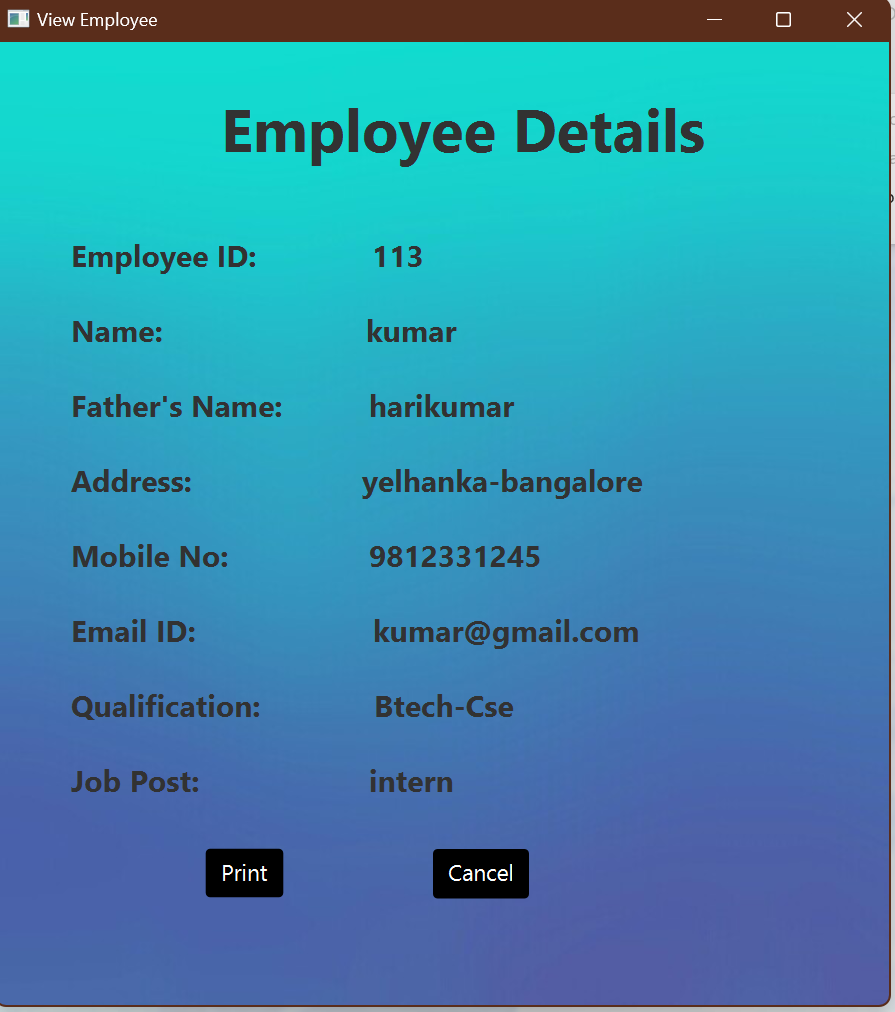 View Employee
Employee Details
Employee ID: 113
Name: kumar
Father's Name: harikumar
Address: yelhanka-bangalore
Mobile No: 9812331245
Email ID: kumar@gmail.com
Qualification: Btech-Cse
Job Post: intern
Print Cancel